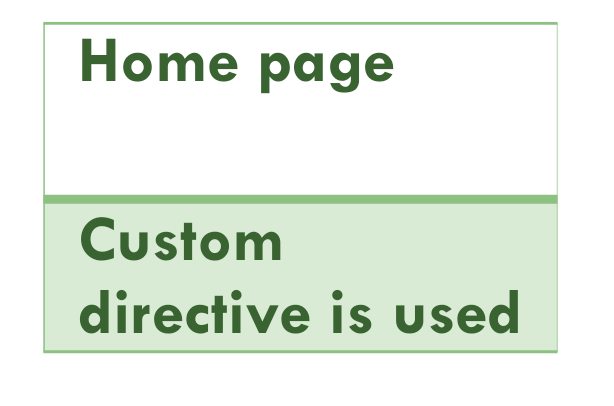 Home page
Custom
directive is used